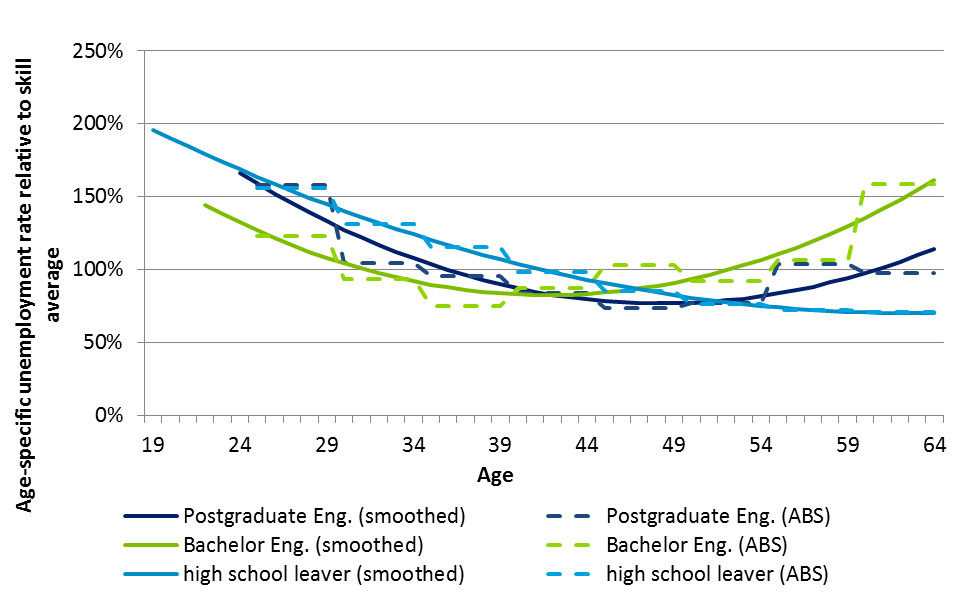 Age-specific unemployment rate relative to skill
average
250%
200%
150%
100%
50%
0%
19 24 29 34 39 44 49 54 59 64
Age
Postgraduate Eng. (smoothed) Postgraduate Eng. (ABS)
Bachelor Eng. (smoothed) Bachelor Eng. (ABS)
high school leaver (smoothed) high school leaver (ABS)